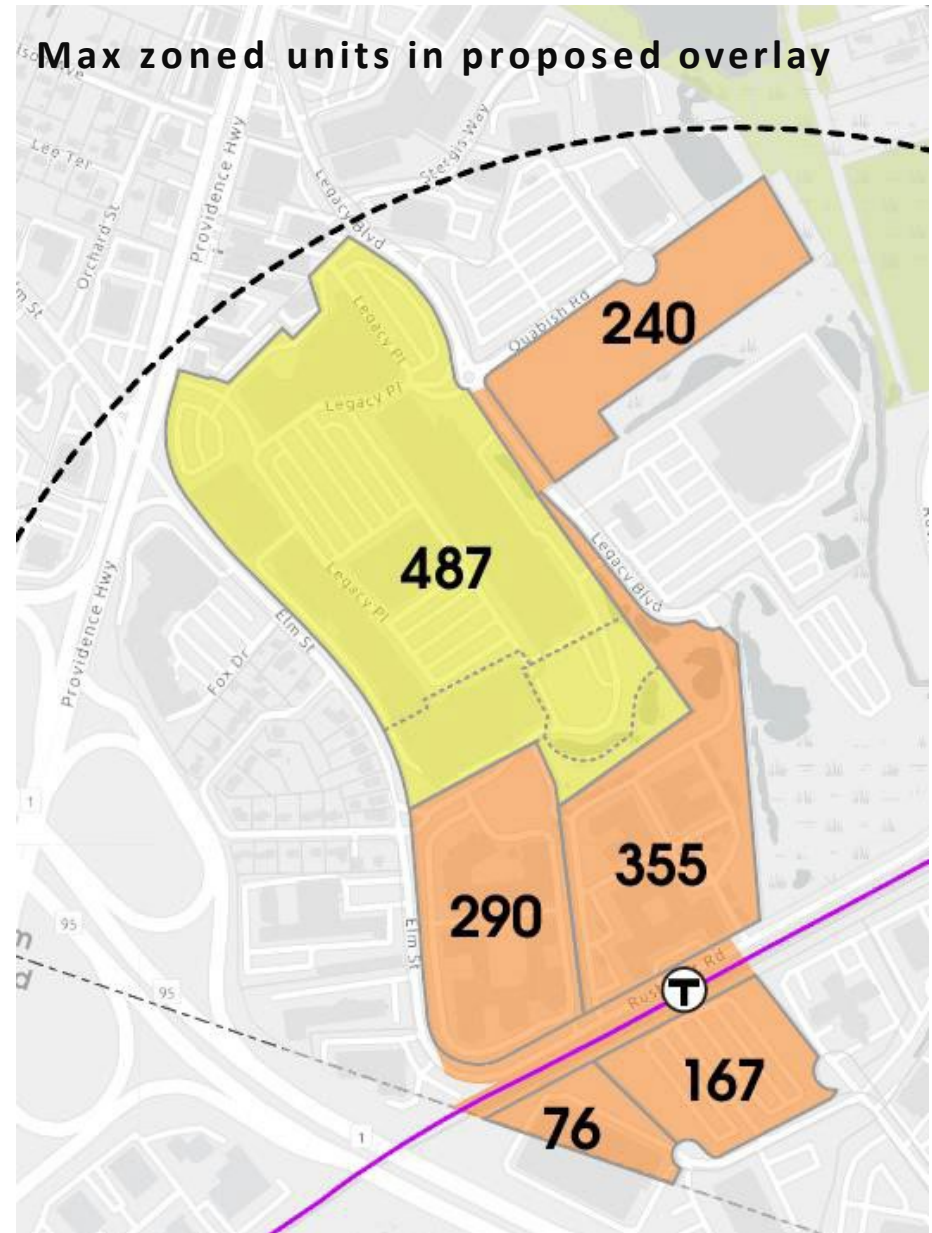 Max zoned units in proposed overlay
Lee Ter
Orchard St
Providence Hwy
Legacy Blvd
Stergis Way
Legacy Pl
Quabish Rd
240
Legacy Pl
487
Legacy Blvd
Legacy Pl
Elm St
Fox Dr
Providence Hwy
1
355
290
95
Elm St
95
T
167
76
1